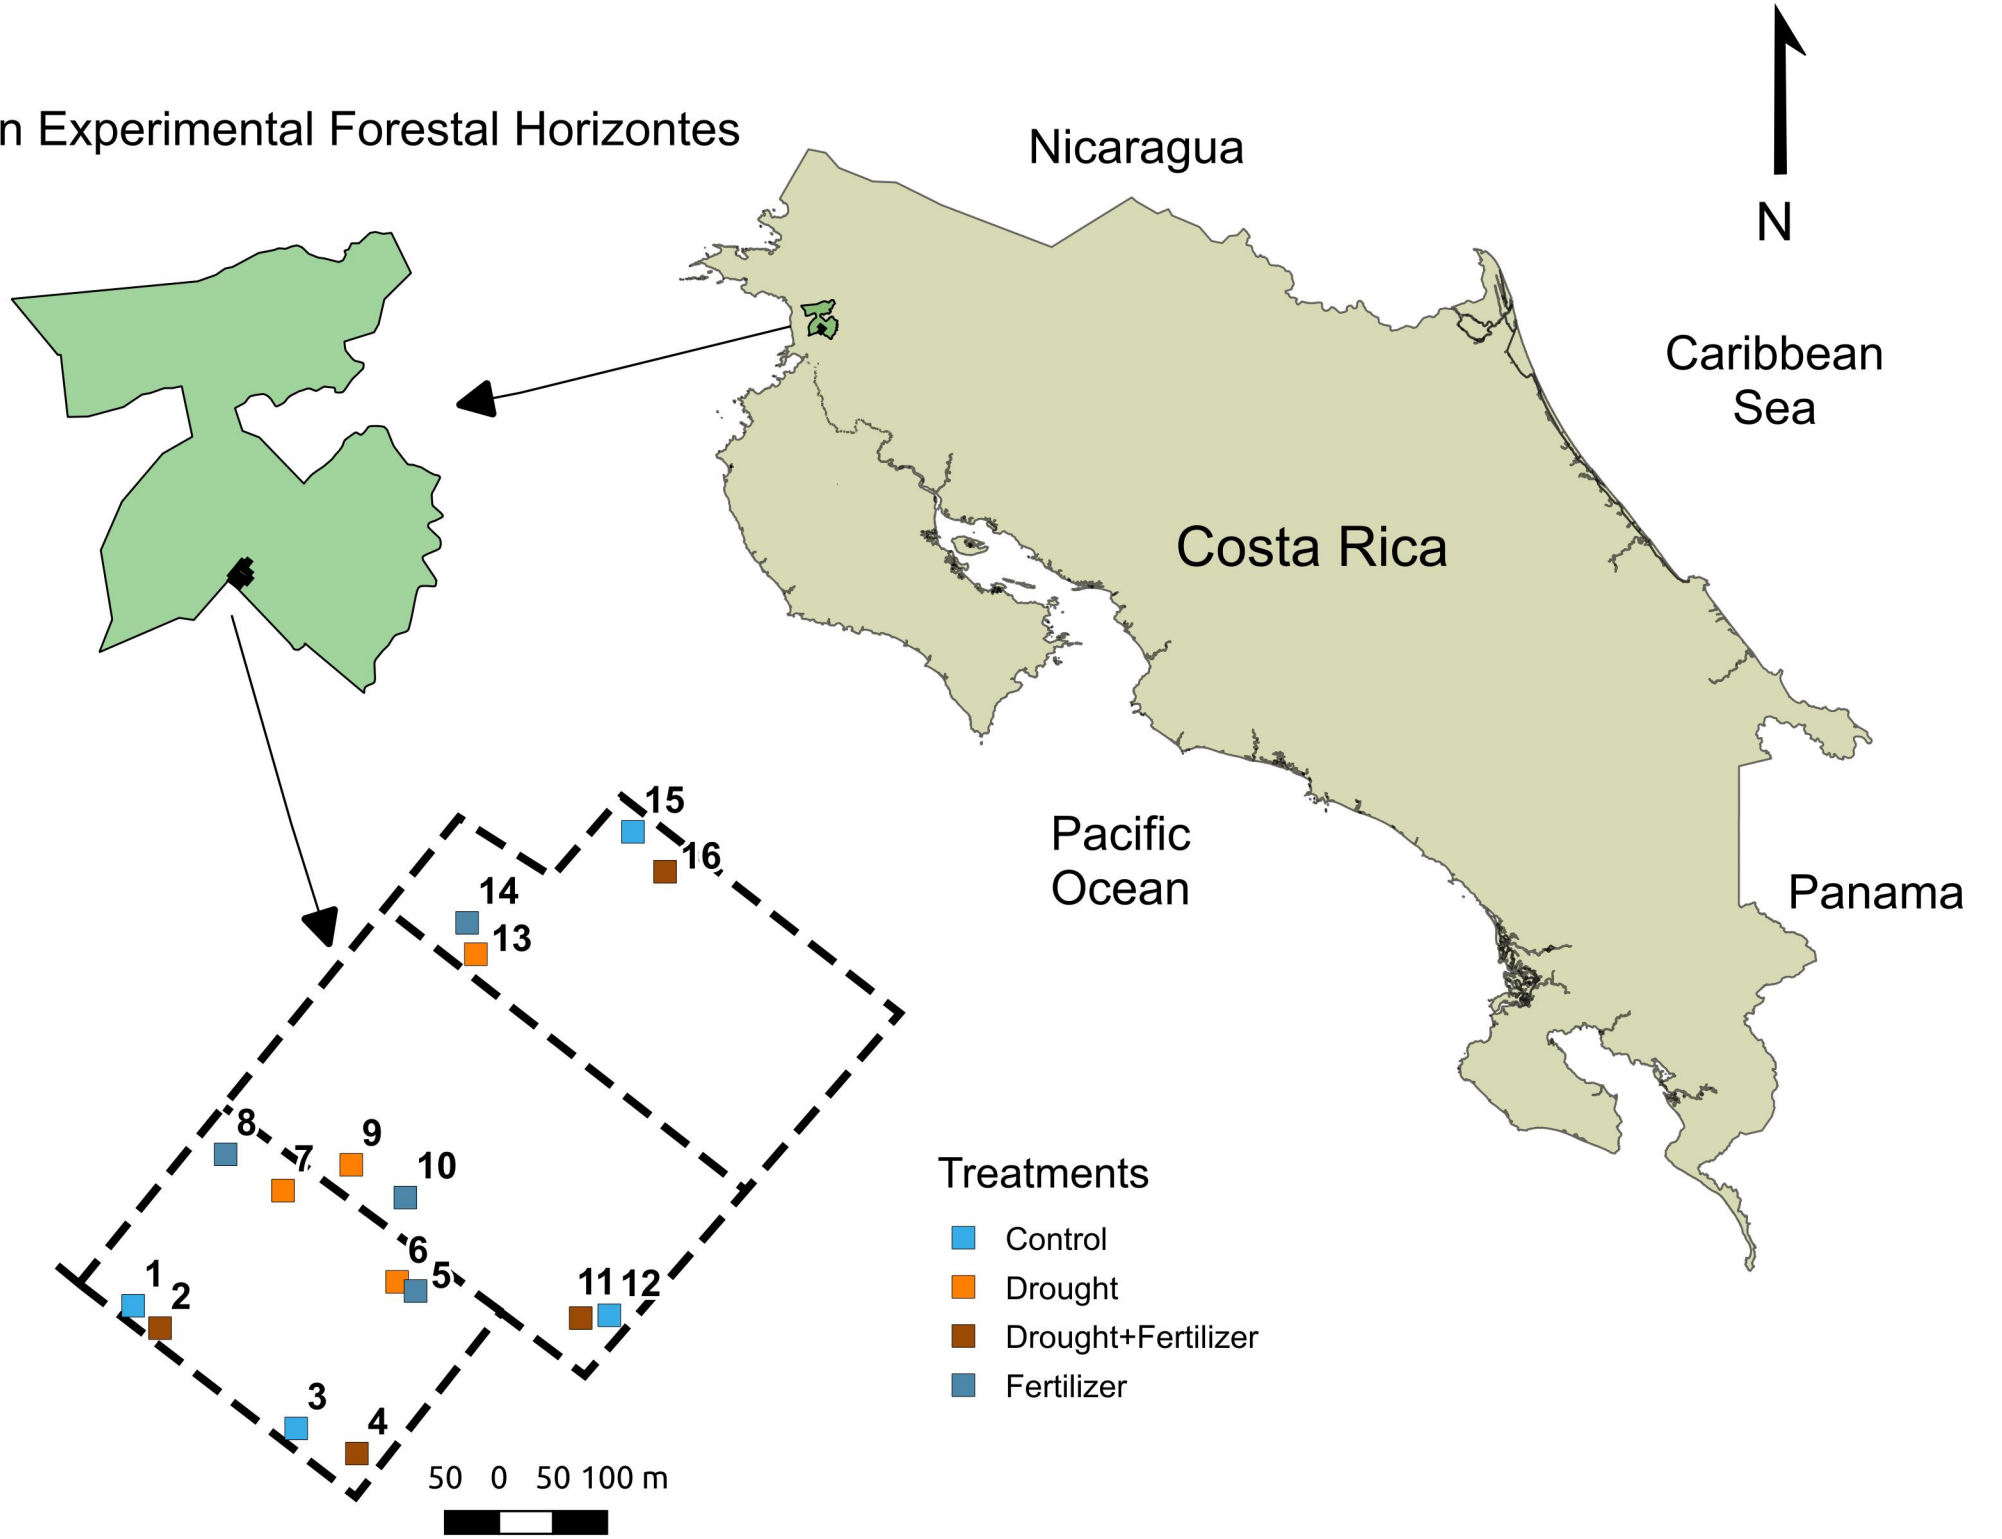 n Experimental Forestal Horizontes
Nicaragua
N
Caribbean
Sea
Costa Rica
Pacific
Ocean
Panama
15
16
14
13
8
7
9
10
6
5
11
12
1
2
3
4
50 0 50 100 m
Treatments
Control
Drought
Drought+Fertilizer
Fertilizer